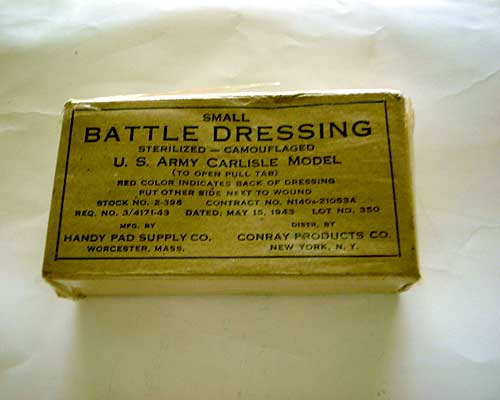 SMALL
BATTLE DRESSING
STERILIZED — CAMOUFLAGED
U. S. ARMY CARLISLE MODEL
(TO OPEN PULL TAB)
RED COLOR INDICATES BACK OF DRESSING
PUT OTHER SIDE NEXT TO WOUND
STOCK NO. 2-396 CONTRACT NO. N140s-21053A
REQ. NO. 3/4171-43 DATED: MAY 15, 1943 LOT NO. 350
MFG. BY DISTR. BY
HANDY PAD SUPPLY CO. CONRAY PRODUCTS CO.
WORCESTER, MASS. NEW YORK, N. Y.